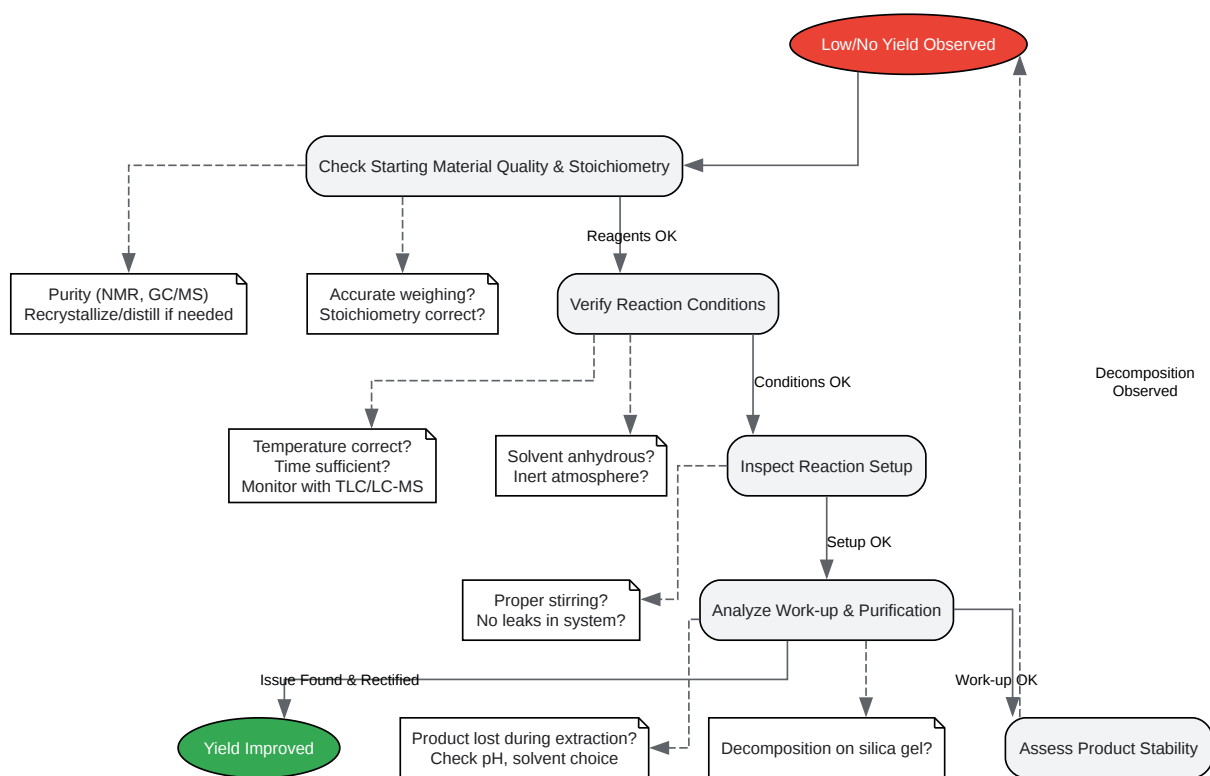 Low/No Yield Observed
Check Starting Material Quality & Stoichiometry
Reagents OK
Purity (NMR, GC/MS)
Recrystallize/distill if needed
Accurate weighing?
Stoichiometry correct?
Verify Reaction Conditions
Decomposition
Observed
Conditions OK
Temperature correct?
Time sufficient?
Monitor with TLC/LC-MS
Solvent anhydrous?
Inert atmosphere?
Inspect Reaction Setup
Setup OK
Proper stirring?
No leaks in system?
Analyze Work-up & Purification
Issue Found & Rectified
Work-up OK
Yield Improved
Product lost during extraction?
Check pH, solvent choice
Decomposition on silica gel?
Assess Product Stability